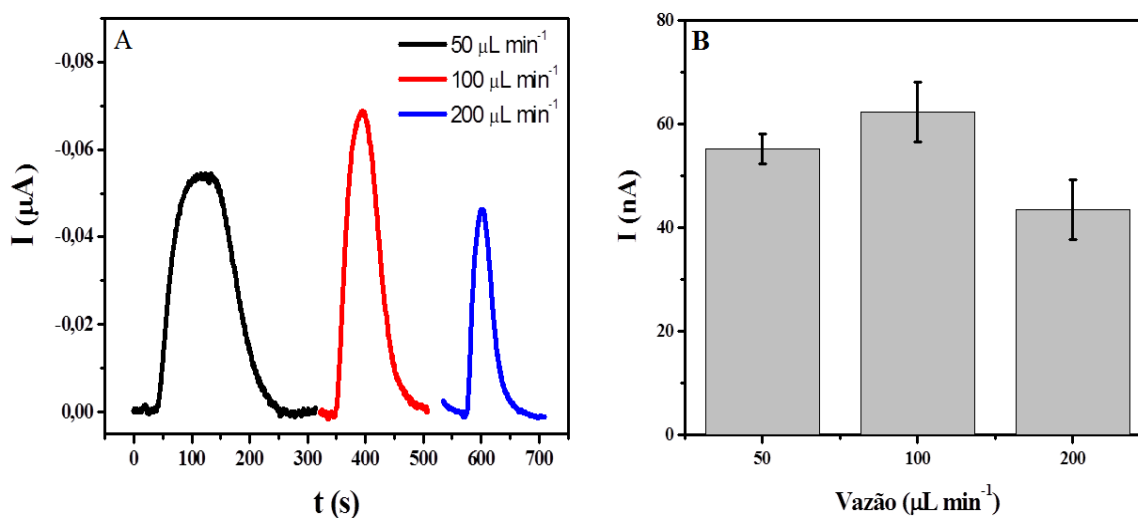 A
50 μL min⁻¹
100 μL min⁻¹
200 μL min⁻¹
-0,08
-0,06
-0,04
-0,02
0,00
I (μA)
0 100 200 300 400 500 600 700
t (s)
B
80
60
40
20
0
I (nA)
50 100 200
Vazão (μL min⁻¹)